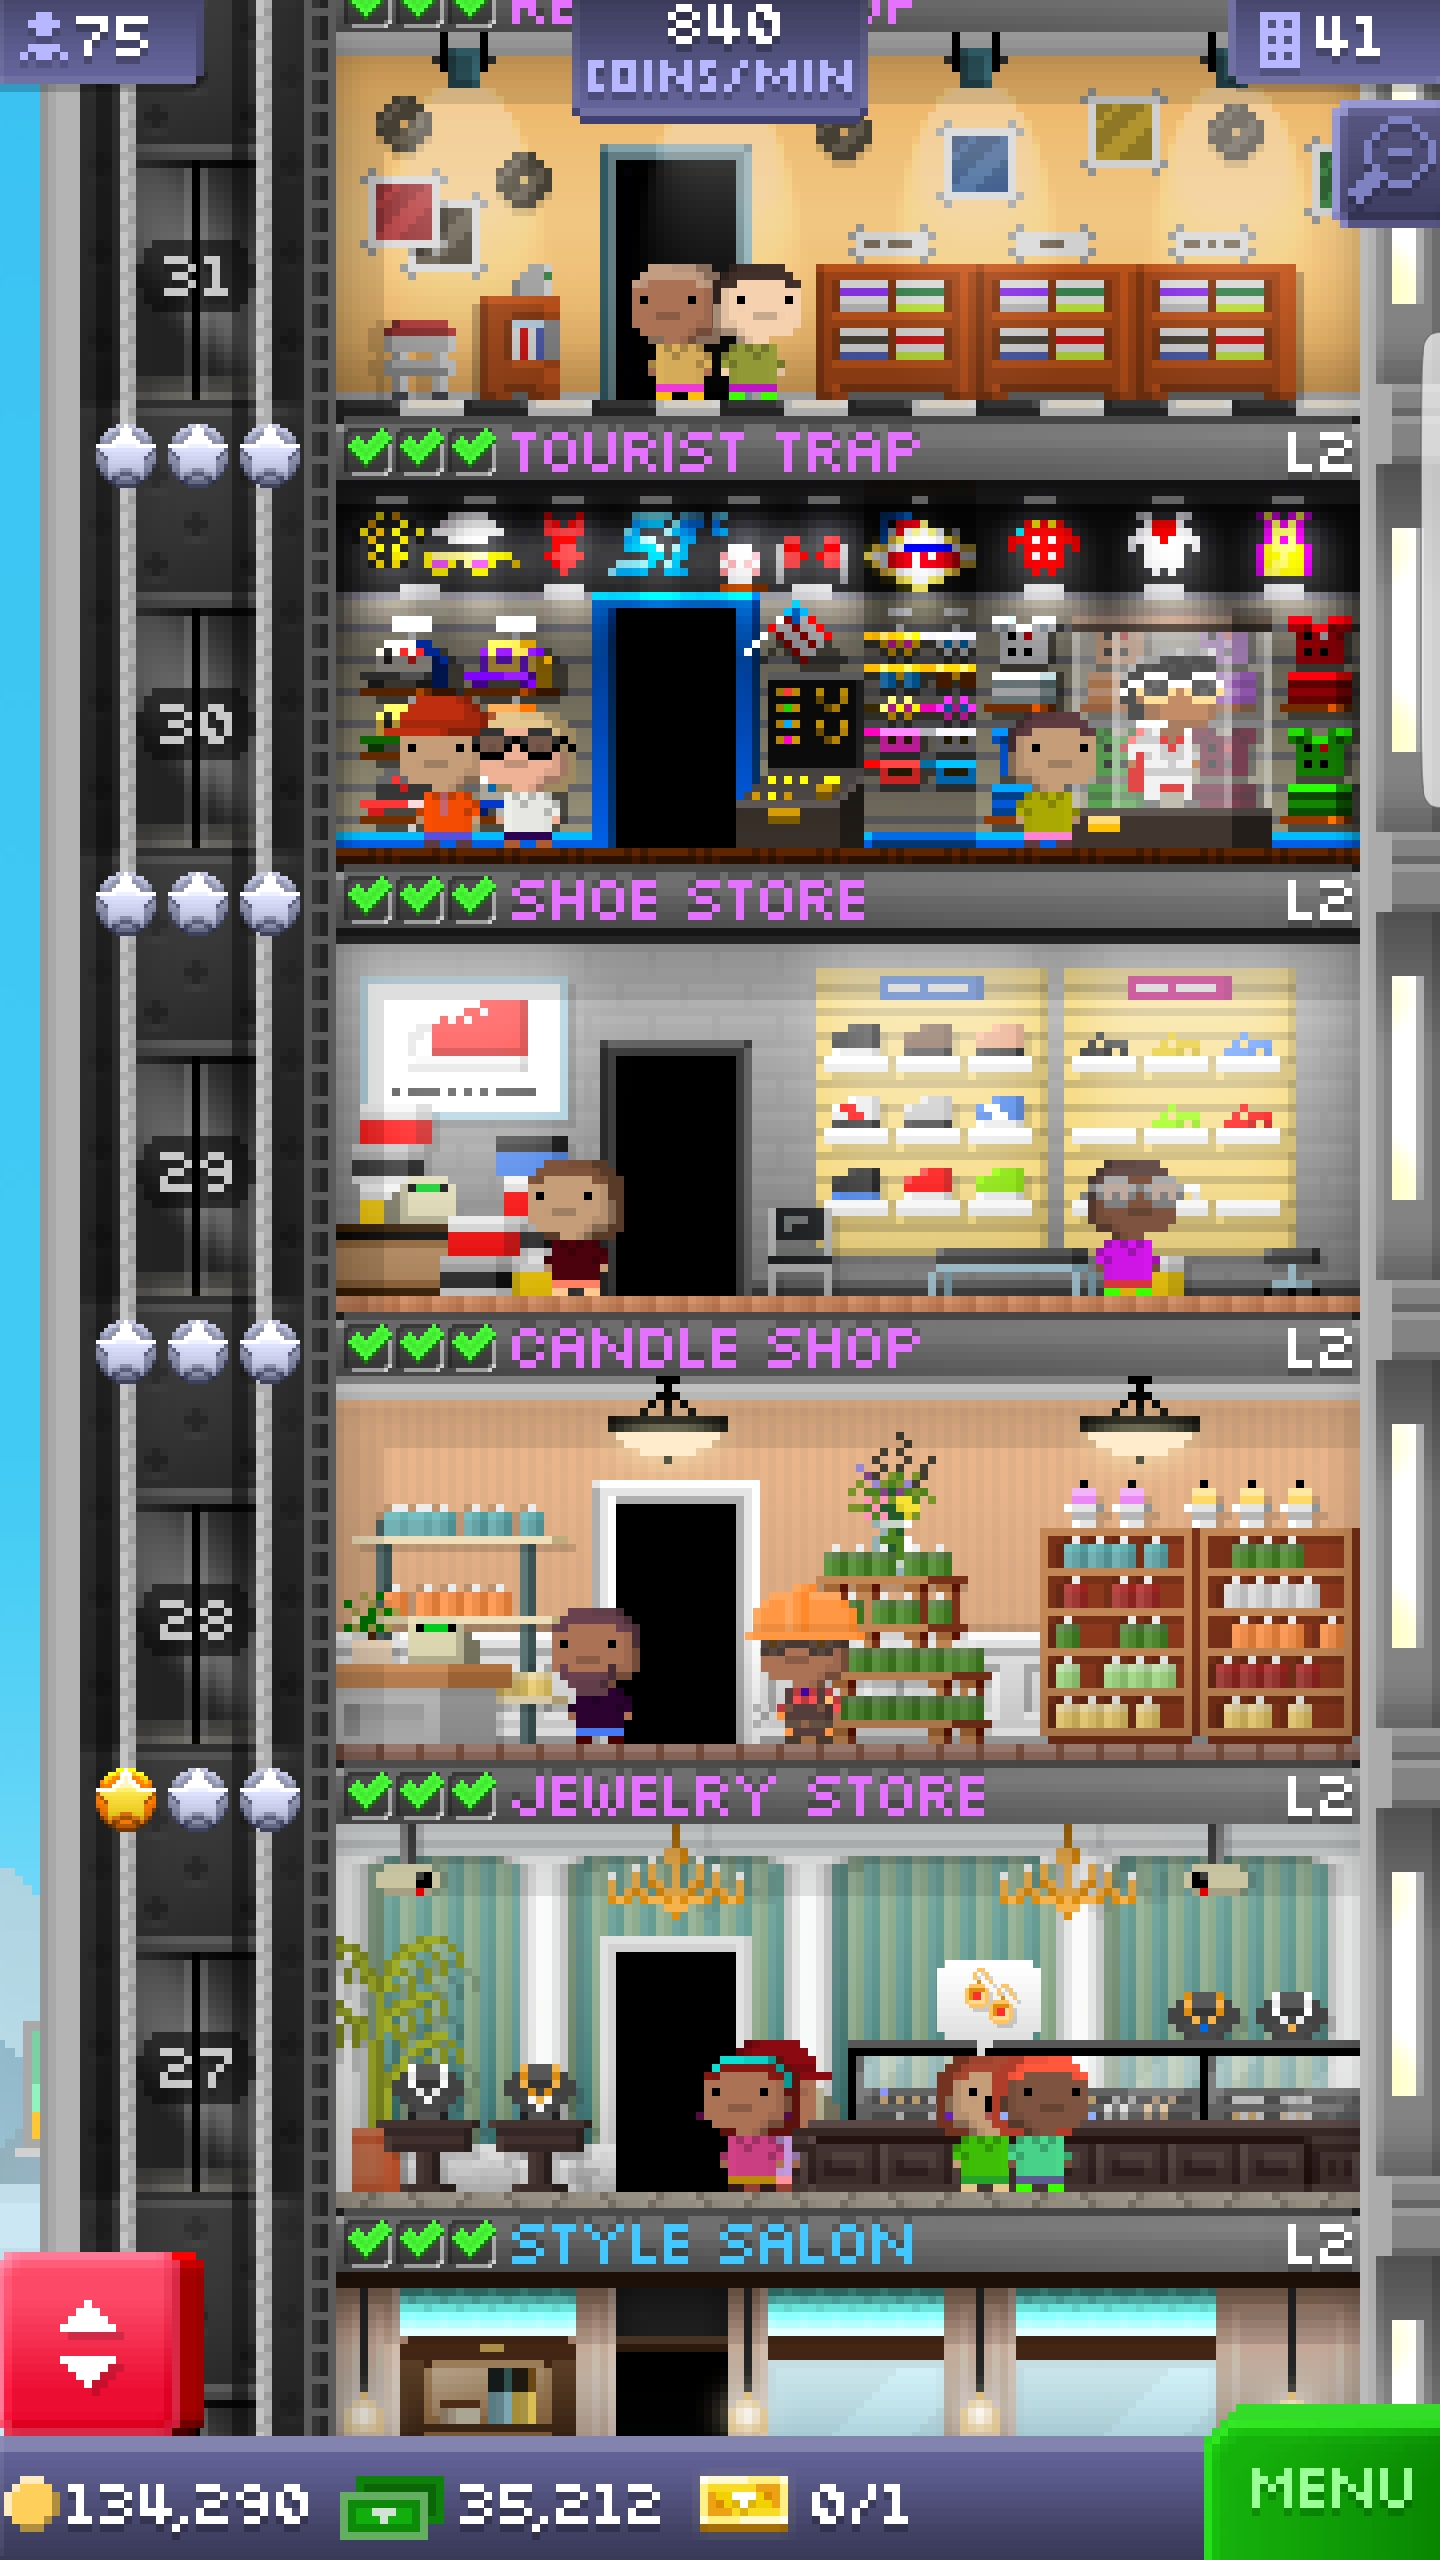 75
840
COINS/MIN
41
31
TOURIST TRAP L2
30
SHOE STORE L2
29
CANDLE SHOP L2
28
JEWELRY STORE L2
27
STYLE SALON L2
134,290 35,212 0/1
MENU